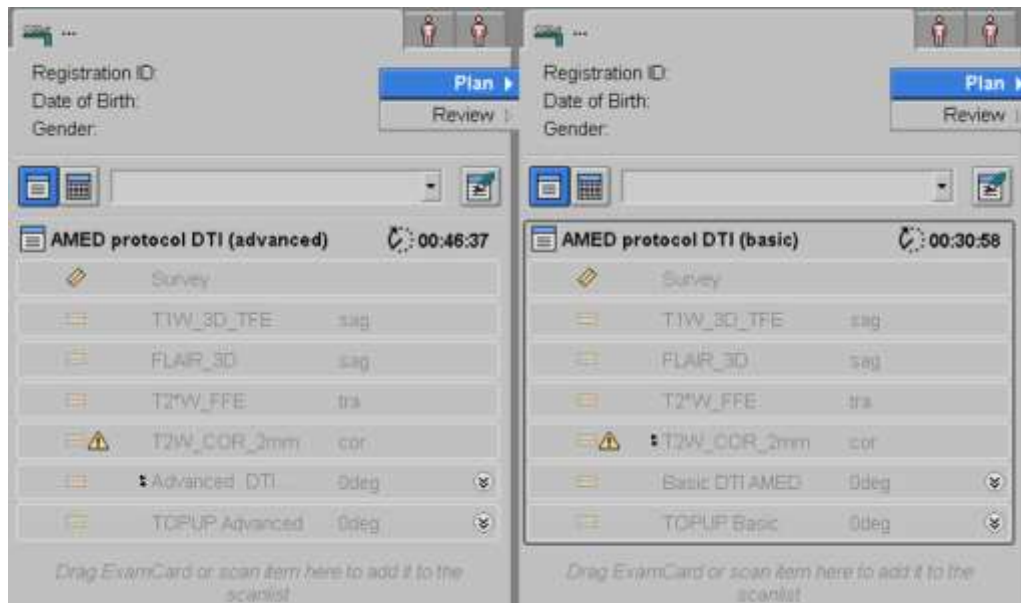 ...
Registration ID:
Date of Birth:
Gender:
Plan
Review
AMED protocol DTI (advanced) 00:46:37
Survey
T1W_3D_TFE sag
FLAIR_3D sag
T2*W_FFE tra
T2W_COR_2mm cor
Advanced DTI 0deg
TOPUP Advanced 0deg
Drag ExamCard or scan item here to add it to the
scanlist
...
Registration ID:
Date of Birth:
Gender:
Plan
Review
AMED protocol DTI (basic) 00:30:58
Survey
T1W_3D_TFE sag
FLAIR_3D sag
T2*W_FFE tra
T2W_COR_2mm cor
Basic DTI AMED 0deg
TOPUP Basic 0deg
Drag ExamCard or scan item here to add it to the
scanlist